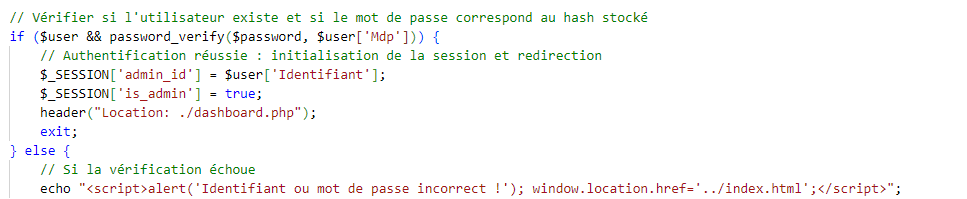 // Vérifier si l'utilisateur existe et si le mot de passe correspond au hash stocké
if ($user && password_verify($password, $user['Mdp'])) {
    // Authentification réussie : initialisation de la session et redirection
    $_SESSION['admin_id'] = $user['Identifiant'];
    $_SESSION['is_admin'] = true;
    header("Location: ./dashboard.php");
    exit;
} else {
    // Si la vérification échoue
    echo "<script>alert('Identifiant ou mot de passe incorrect !'); window.location.href='../index.html';</script>";